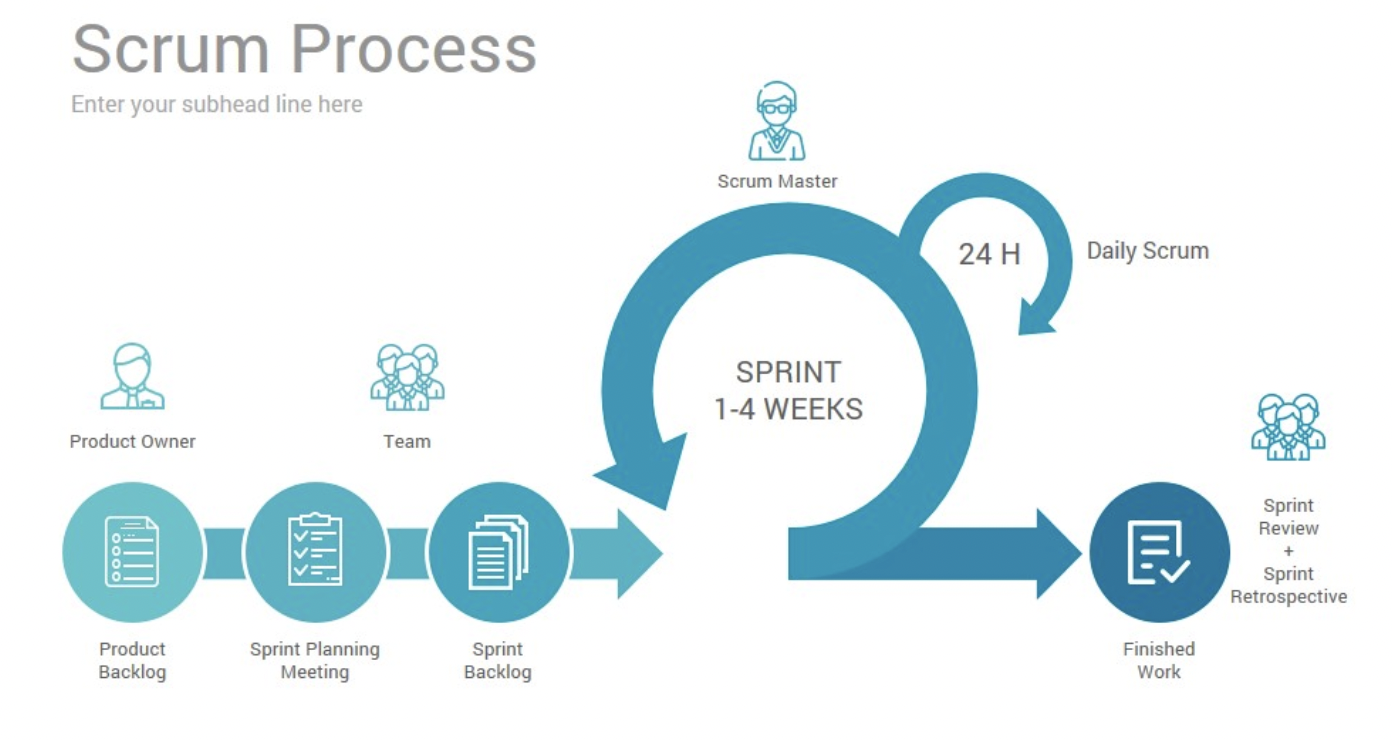 Scrum Process
Enter your subhead line here
Scrum Master
24 H
Daily Scrum
SPRINT
1-4 WEEKS
Product Owner
Team
Product
Backlog
Sprint Planning
Meeting
Sprint
Backlog
Finished
Work
Sprint
Review
+
Sprint
Retrospective